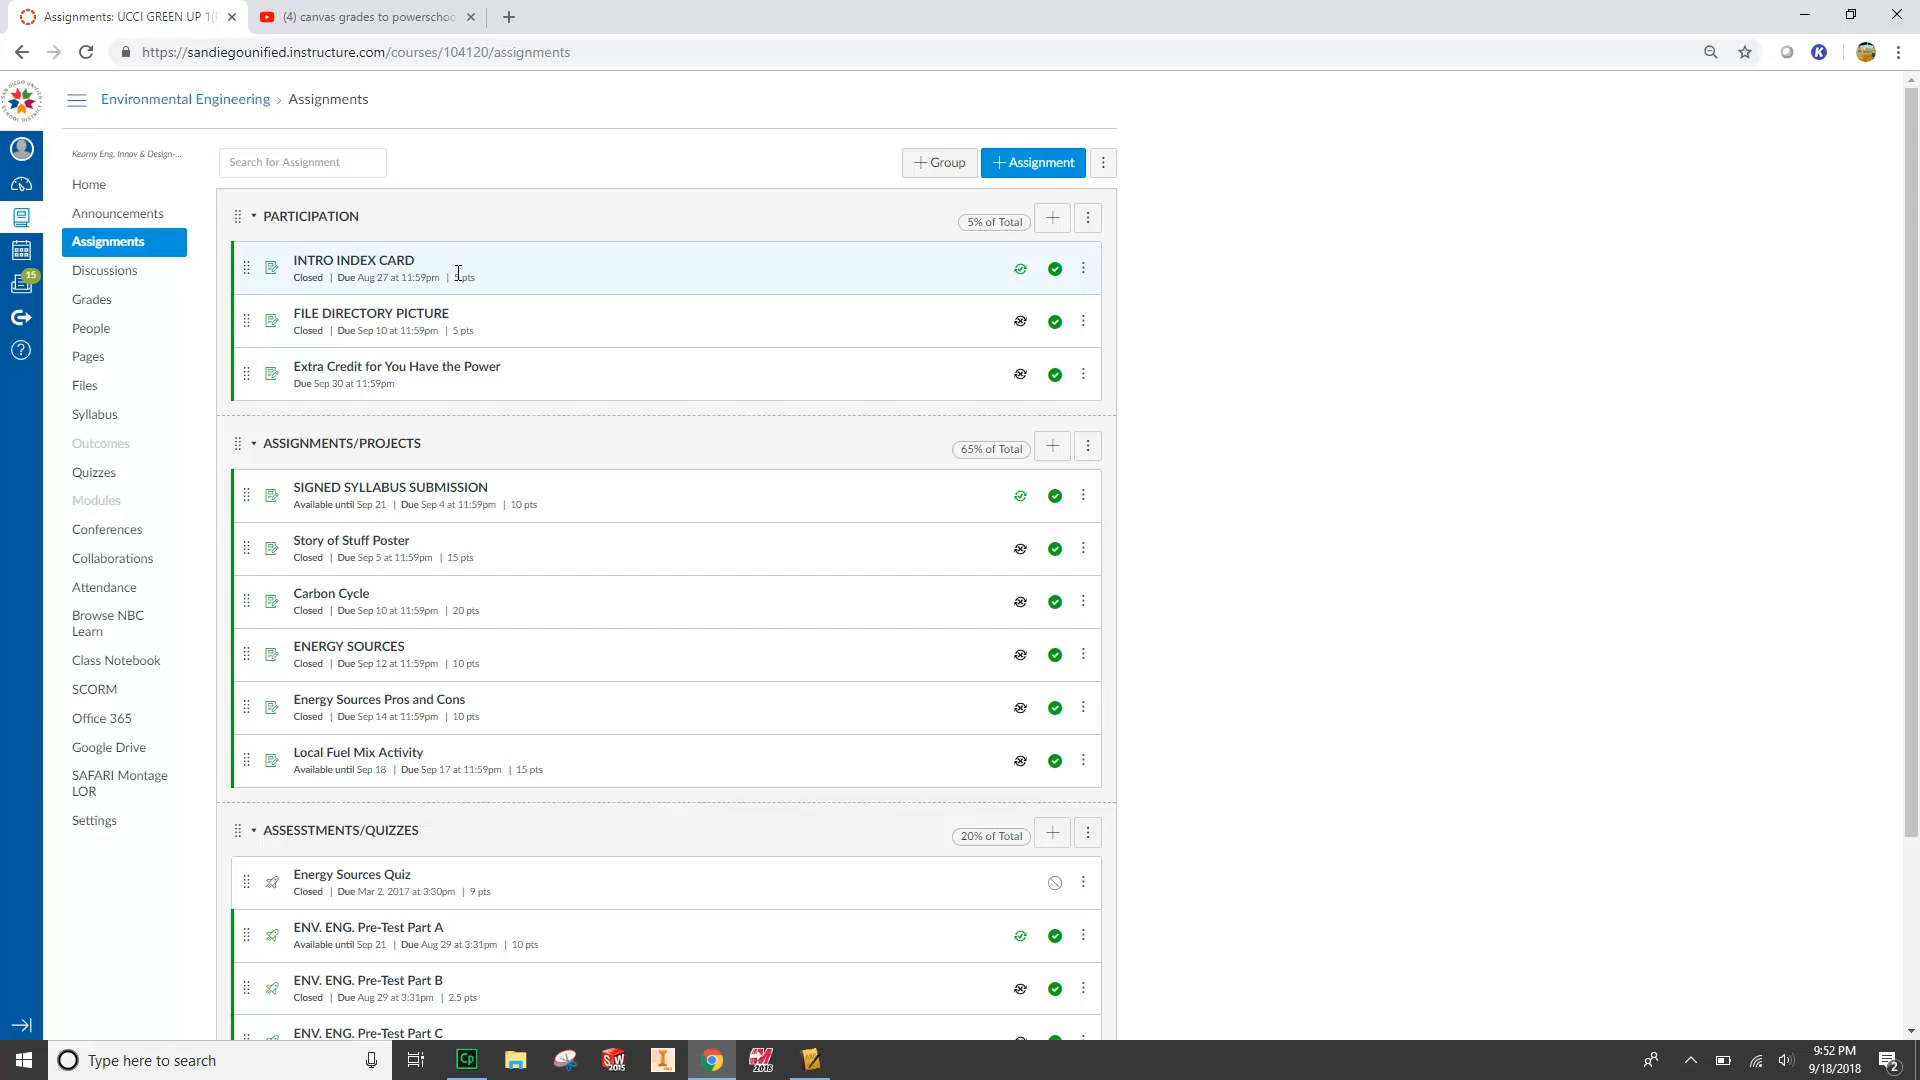 Assignments: UCCI GREEN UP 1(
(4) canvas grades to powerschoo
https://sandiegounified.instructure.com/courses/104120/assignments
K
Environmental Engineering > Assignments
Kearny Eng, Innov & Design-...
Home
Announcements
Assignments
Discussions
Grades
People
Pages
Files
Syllabus
Outcomes
Quizzes
Modules
Conferences
Collaborations
Attendance
Browse NBC
Learn
Class Notebook
SCORM
Office 365
Google Drive
SAFARI Montage
LOR
Settings
15
Search for Assignment
+ Group
+ Assignment
PARTICIPATION
5% of Total
INTRO INDEX CARD
Closed | Due Aug 27 at 11:59pm | 5 pts
FILE DIRECTORY PICTURE
Closed | Due Sep 10 at 11:59pm | 5 pts
Extra Credit for You Have the Power
Due Sep 30 at 11:59pm
ASSIGNMENTS/PROJECTS
65% of Total
SIGNED SYLLABUS SUBMISSION
Available until Sep 21 | Due Sep 4 at 11:59pm | 10 pts
Story of Stuff Poster
Closed | Due Sep 5 at 11:59pm | 15 pts
Carbon Cycle
Closed | Due Sep 10 at 11:59pm | 20 pts
ENERGY SOURCES
Closed | Due Sep 12 at 11:59pm | 10 pts
Energy Sources Pros and Cons
Closed | Due Sep 14 at 11:59pm | 10 pts
Local Fuel Mix Activity
Available until Sep 18 | Due Sep 17 at 11:59pm | 15 pts
ASSESSTMENTS/QUIZZES
20% of Total
Energy Sources Quiz
Closed | Due Mar 2, 2017 at 3:30pm | 9 pts
ENV. ENG. Pre-Test Part A
Available until Sep 21 | Due Aug 29 at 3:31pm | 10 pts
ENV. ENG. Pre-Test Part B
Closed | Due Aug 29 at 3:31pm | 2.5 pts
ENV. ENG. Pre-Test Part C
Type here to search
Cp
SW
2015
I
2018
9:52 PM
9/18/2018
2